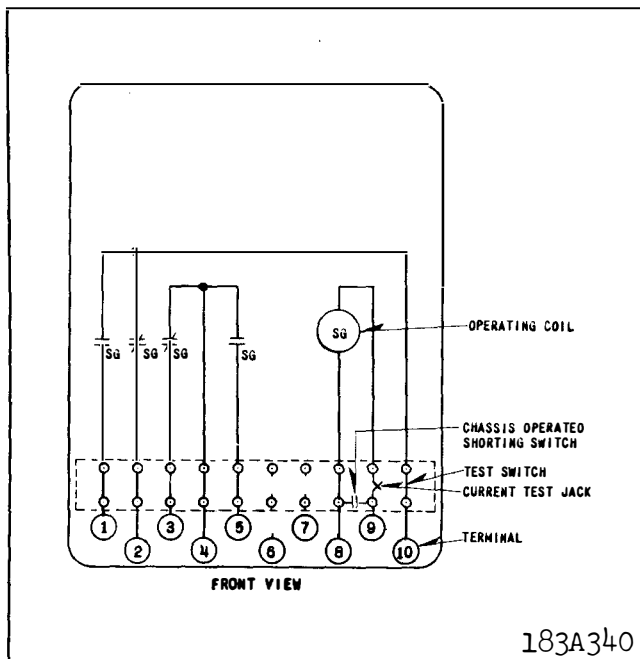 SG
OPERATING COIL
SG
SG
SG
SG
CHASSIS OPERATED
SHORTING SWITCH
TEST SWITCH
CURRENT TEST JACK
1
3
5
7
9
2
4
6
8
10
TERMINAL
FRONT VIEW
183A340